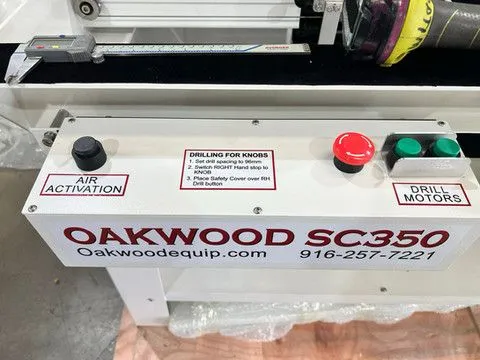 DRILLING FOR KNOBS
1. Set drill spacing to 96mm
2. Switch RIGHT Hand stop to
KNOB
3. Place Safety Cover over RH
Drill button
AIR
ACTIVATION
DRILL
MOTORS
OAKWOOD SC350
Oakwoodequip.com 916-257-7221